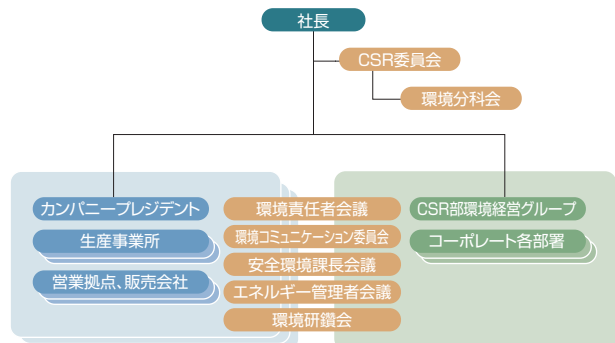 社長
CSR委員会
環境分科会
カンパニープレジデント
生産事業所
営業拠点、販売会社
環境責任者会議
環境コミュニケーション委員会
安全環境課長会議
エネルギー管理者会議
環境研鑽会
CSR部環境経営グループ
コーポレート各部署